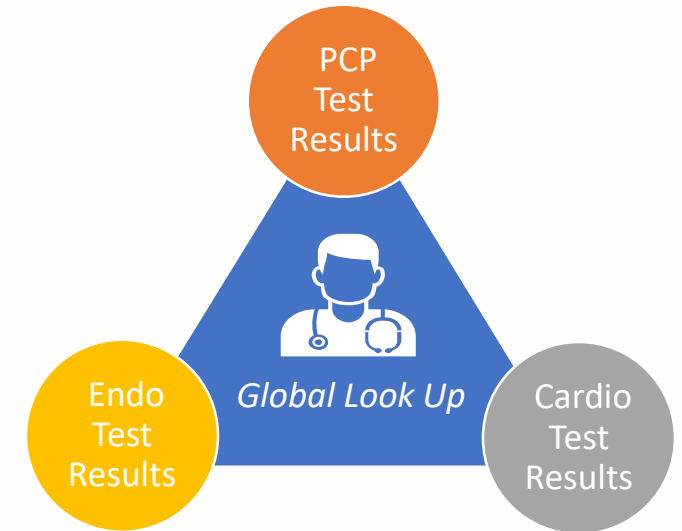 PCP
Test
Results
Global Look Up
Endo
Test
Results
Cardio
Test
Results